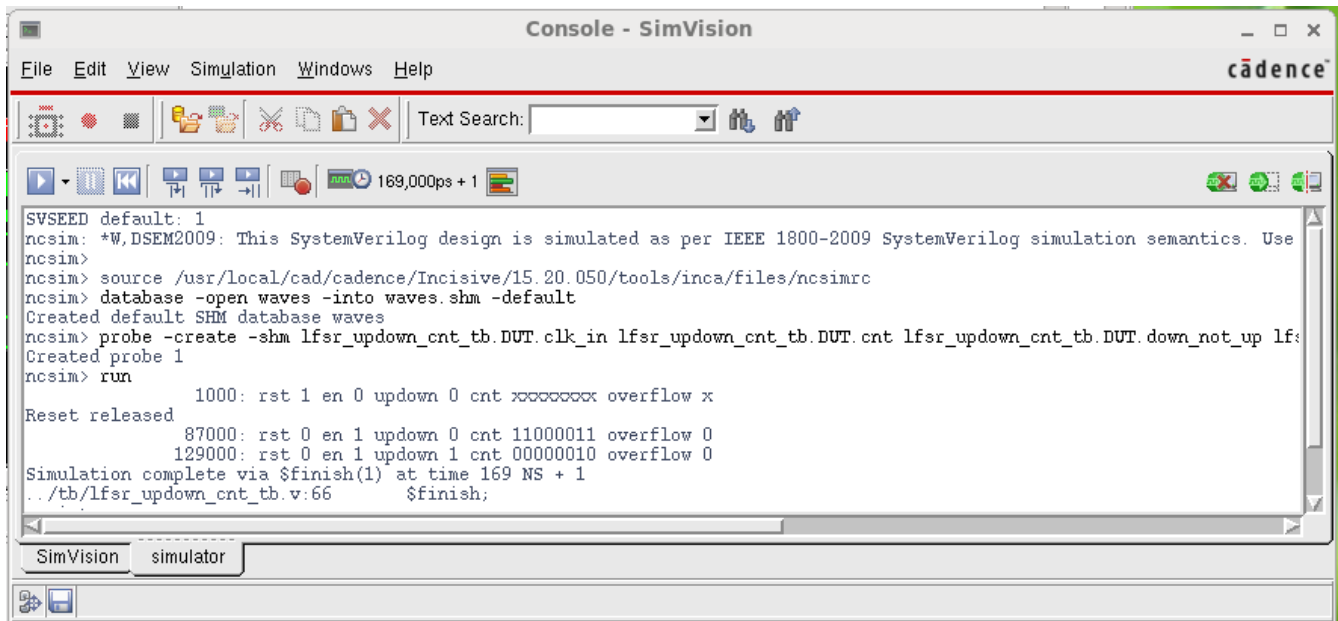 Console - SimVision
File Edit View Simulation Windows Help
cādence
Text Search:
169,000ps + 1
SVSEED default: 1
ncsim: *W,DSEM2009: This SystemVerilog design is simulated as per IEEE 1800-2009 SystemVerilog simulation semantics. Use
ncsim>
ncsim> source /usr/local/cad/cadence/Incisive/15.20.050/tools/inca/files/ncsimrc
ncsim> database -open waves -into waves.shm -default
Created default SHM database waves
ncsim> probe -create -shm lfsr_updown_cnt_tb.DUT.clk_in lfsr_updown_cnt_tb.DUT.cnt lfsr_updown_cnt_tb.DUT.down_not_up lfs
Created probe 1
ncsim> run
1000: rst 1 en 0 updown 0 cnt xxxxxxxx overflow x
Reset released
87000: rst 0 en 1 updown 0 cnt 11000011 overflow 0
129000: rst 0 en 1 updown 1 cnt 00000010 overflow 0
Simulation complete via $finish(1) at time 169 NS + 1
../tb/lfsr_updown_cnt_tb.v:66 $finish;
SimVision simulator